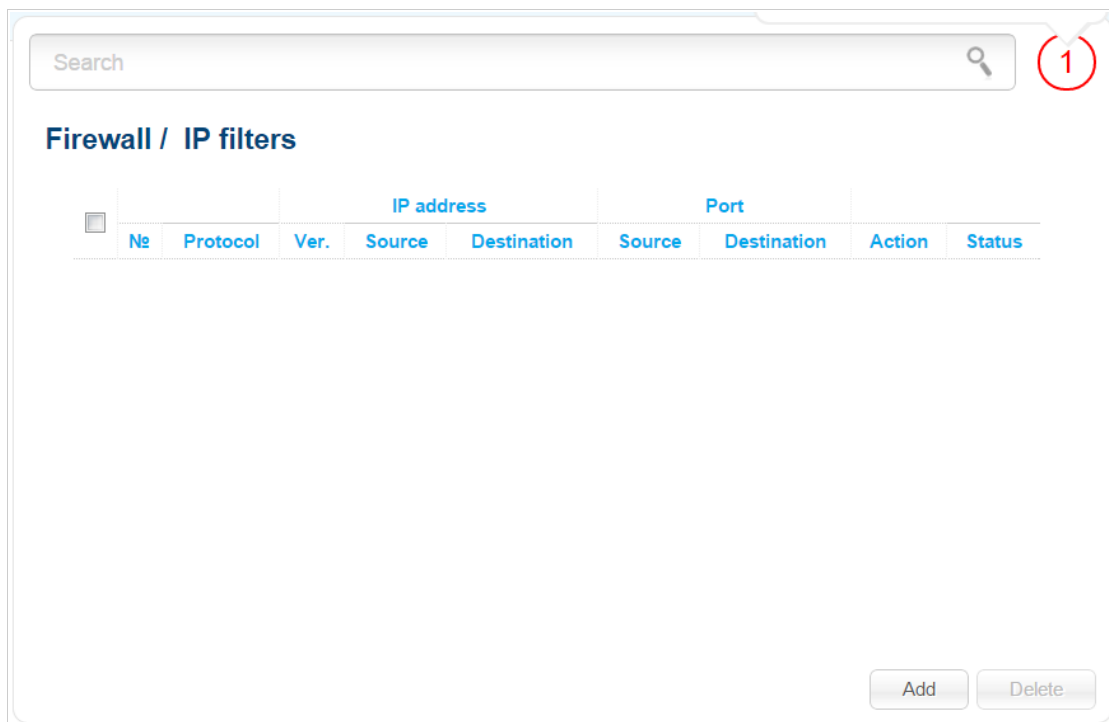 Search
1
Firewall / IP filters
IP address Port
№ Protocol Ver. Source Destination Source Destination Action Status
Add Delete